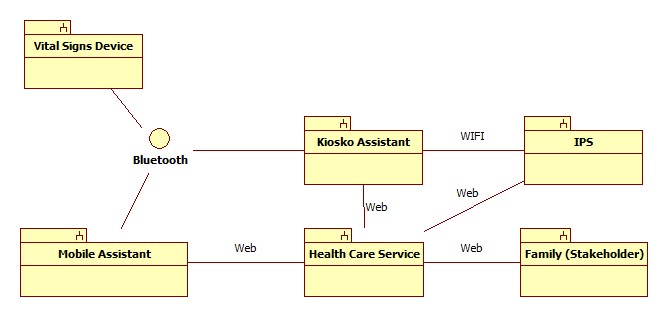 Vital Signs Device
Bluetooth
Kiosko Assistant
WIFI
IPS
Web
Web
Mobile Assistant
Web
Health Care Service
Web
Family (Stakeholder)